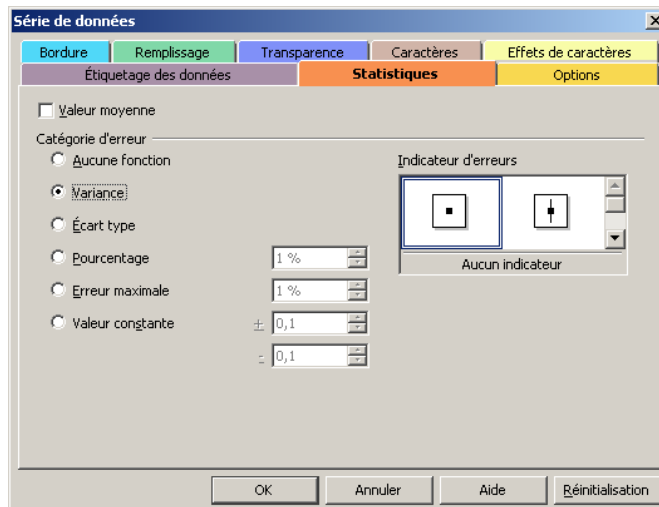 Série de données
Bordure Remplissage Transparence Caractères Effets de caractères
Étiquetage des données Statistiques Options
Valeur moyenne
Catégorie d'erreur
Aucune fonction
Indicateur d'erreurs
Variance
Écart type
Aucun indicateur
Pourcentage 1 %
Erreur maximale 1 %
Valeur constante ± 0,1
- 0,1
OK Annuler Aide Réinitialisation